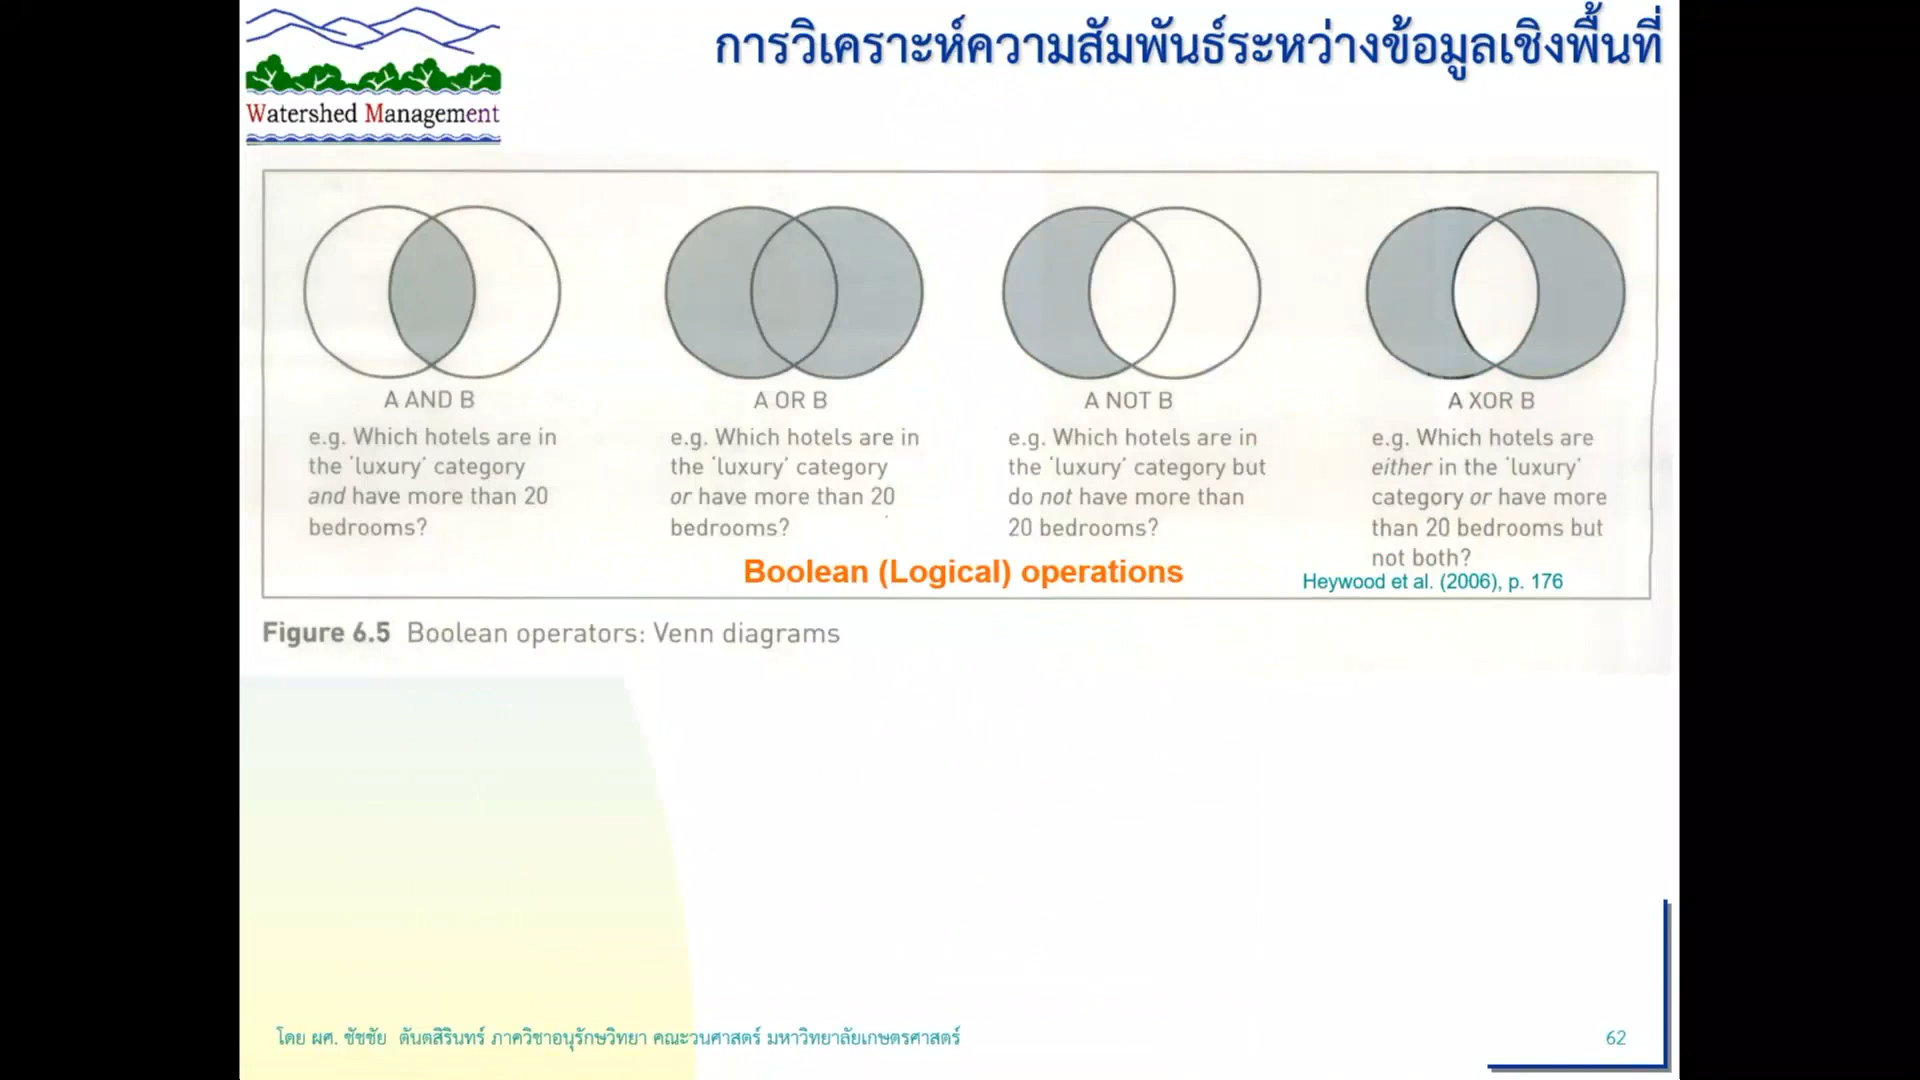 การวิเคราะห์ความสัมพันธ์ระหว่างข้อมูลเชิงพื้นที่
Watershed Management
A AND B
e.g. Which hotels are in
the 'luxury' category
and have more than 20
bedrooms?
A OR B
e.g. Which hotels are in
the 'luxury' category
or have more than 20
bedrooms?
A NOT B
e.g. Which hotels are in
the 'luxury' category but
do not have more than
20 bedrooms?
A XOR B
e.g. Which hotels are
either in the 'luxury'
category or have more
than 20 bedrooms but
not both?
Boolean (Logical) operations
Heywood et al. (2006), p. 176
Figure 6.5 Boolean operators: Venn diagrams
โดย ผศ. ชัชชัย ตันตสิรินทร์ ภาควิชาอนุรักษวิทยา คณะวนศาสตร์ มหาวิทยาลัยเกษตรศาสตร์
62